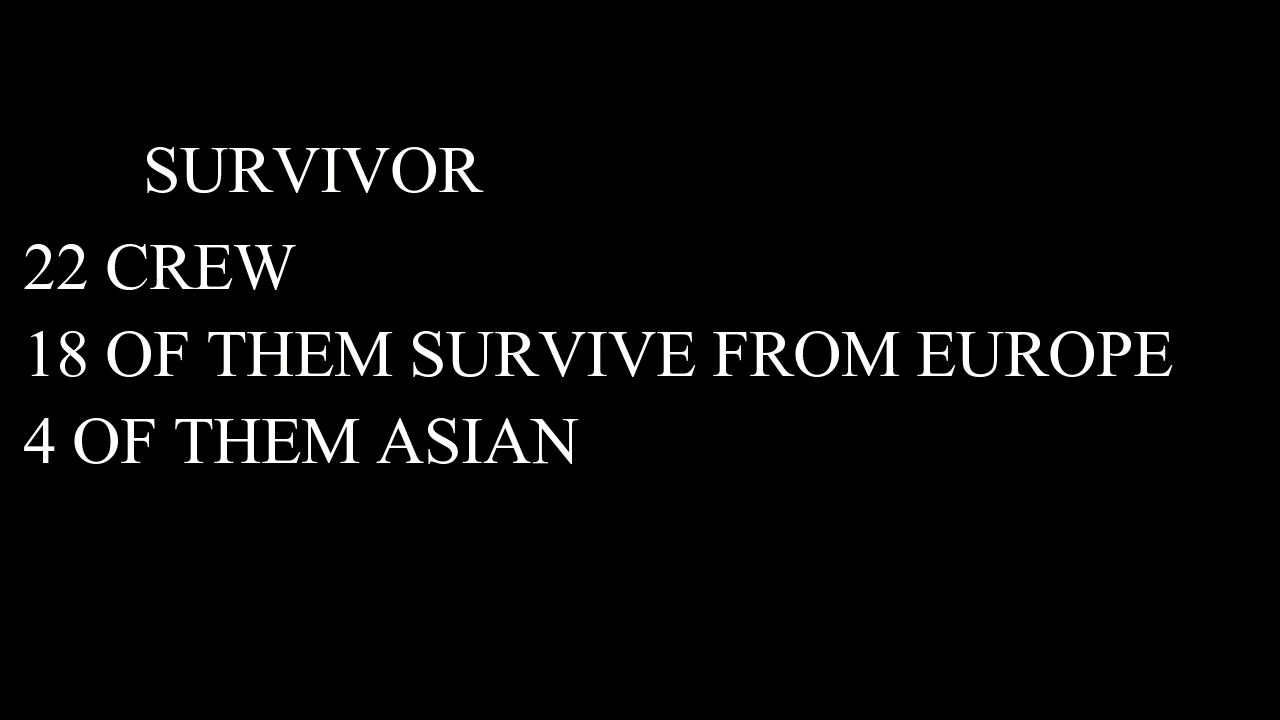 SURVIVOR
22 CREW
18 OF THEM SURVIVE FROM EUROPE
4 OF THEM ASIAN